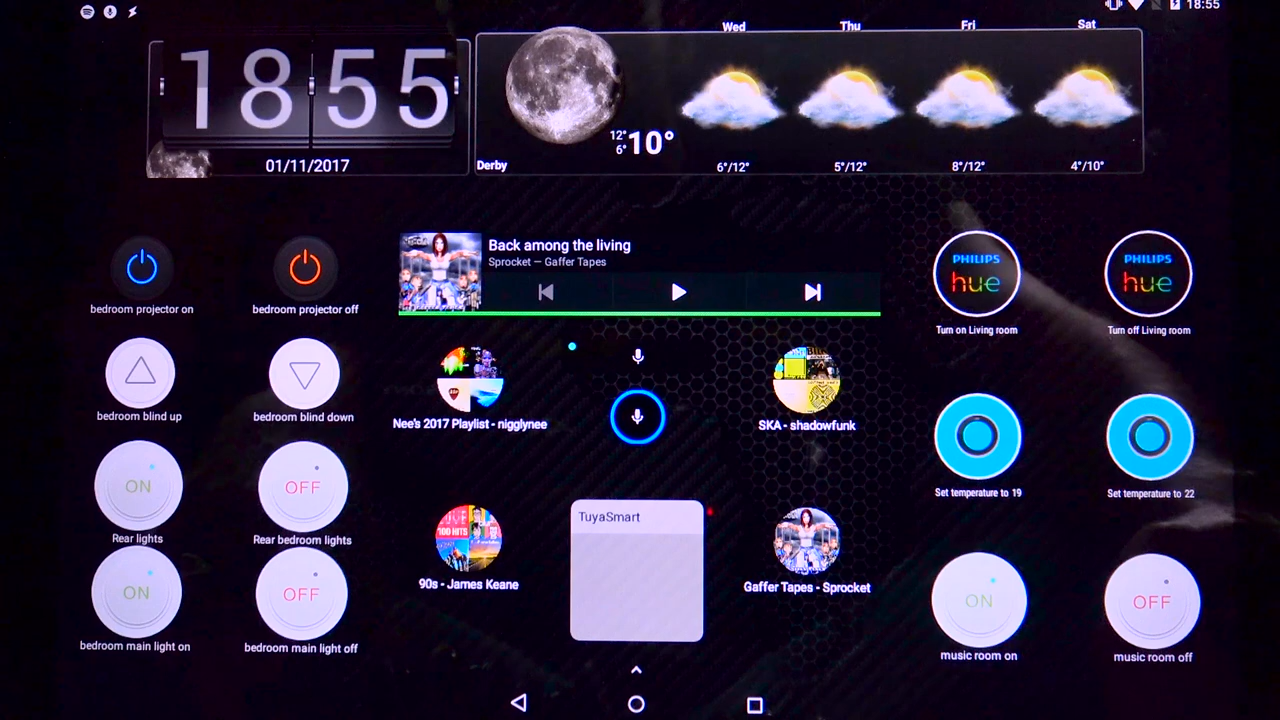 18:55
Wed
Thu
Fri
Sat
18 55
12°
6°
10°
01/11/2017
Derby
6°/12°
5°/12°
8°/12°
4°/10°
Back among the living
Sprocket — Gaffer Tapes
PHILIPS
hue
PHILIPS
hue
bedroom projector on
bedroom projector off
Turn on Living room
Turn off Living room
bedroom blind up
bedroom blind down
Nee's 2017 Playlist - nigglynee
SKA - shadowfunk
ON
OFF
Set temperature to 19
Set temperature to 22
TuyaSmart
Rear lights
Rear bedroom lights
LOVE
100 HITS
90s - James Keane
Gaffer Tapes - Sprocket
ON
OFF
ON
OFF
bedroom main light on
bedroom main light off
music room on
music room off